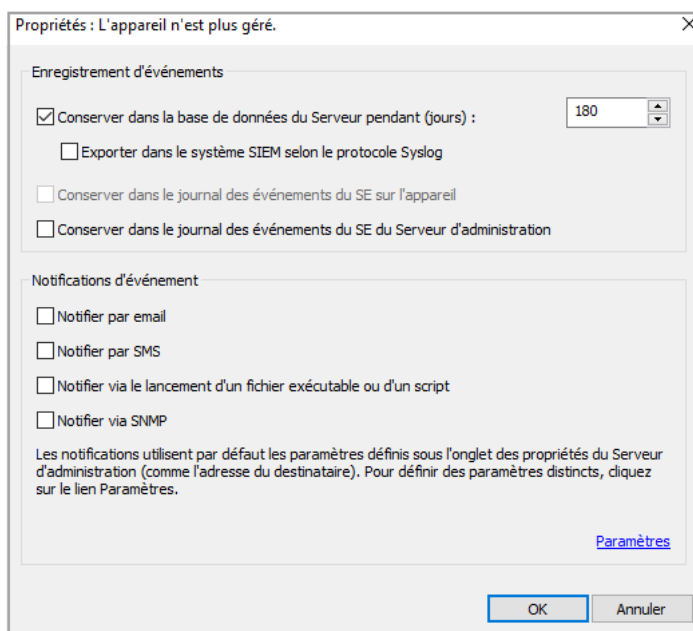 Propriétés : L'appareil n'est plus géré.
Enregistrement d'événements
Conserver dans la base de données du Serveur pendant (jours) :
180
Exporter dans le système SIEM selon le protocole Syslog
Conserver dans le journal des événements du SE sur l'appareil
Conserver dans le journal des événements du SE du Serveur d'administration
Notifications d'événement
Notifier par email
Notifier par SMS
Notifier via le lancement d'un fichier exécutable ou d'un script
Notifier via SNMP
Les notifications utilisent par défaut les paramètres définis sous l'onglet des propriétés du Serveur
d'administration (comme l'adresse du destinataire). Pour définir des paramètres distincts, cliquez
sur le lien Paramètres.
Paramètres
OK
Annuler